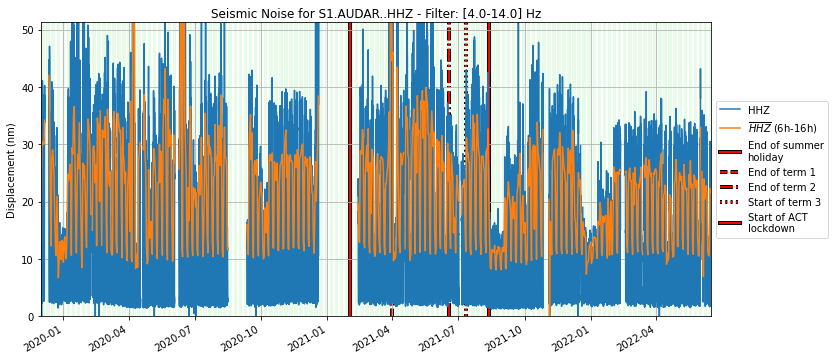 Seismic Noise for S1.AUDAR..HHZ - Filter: [4.0-14.0] Hz
50
40
30
20
10
0
Displacement (nm)
2020-01
2020-04
2020-07
2020-10
2021-01
2021-04
2021-07
2021-10
2022-01
2022-04
HHZ
HHZ (6h-16h)
End of summer
holiday
End of term 1
End of term 2
Start of term 3
Start of ACT
lockdown